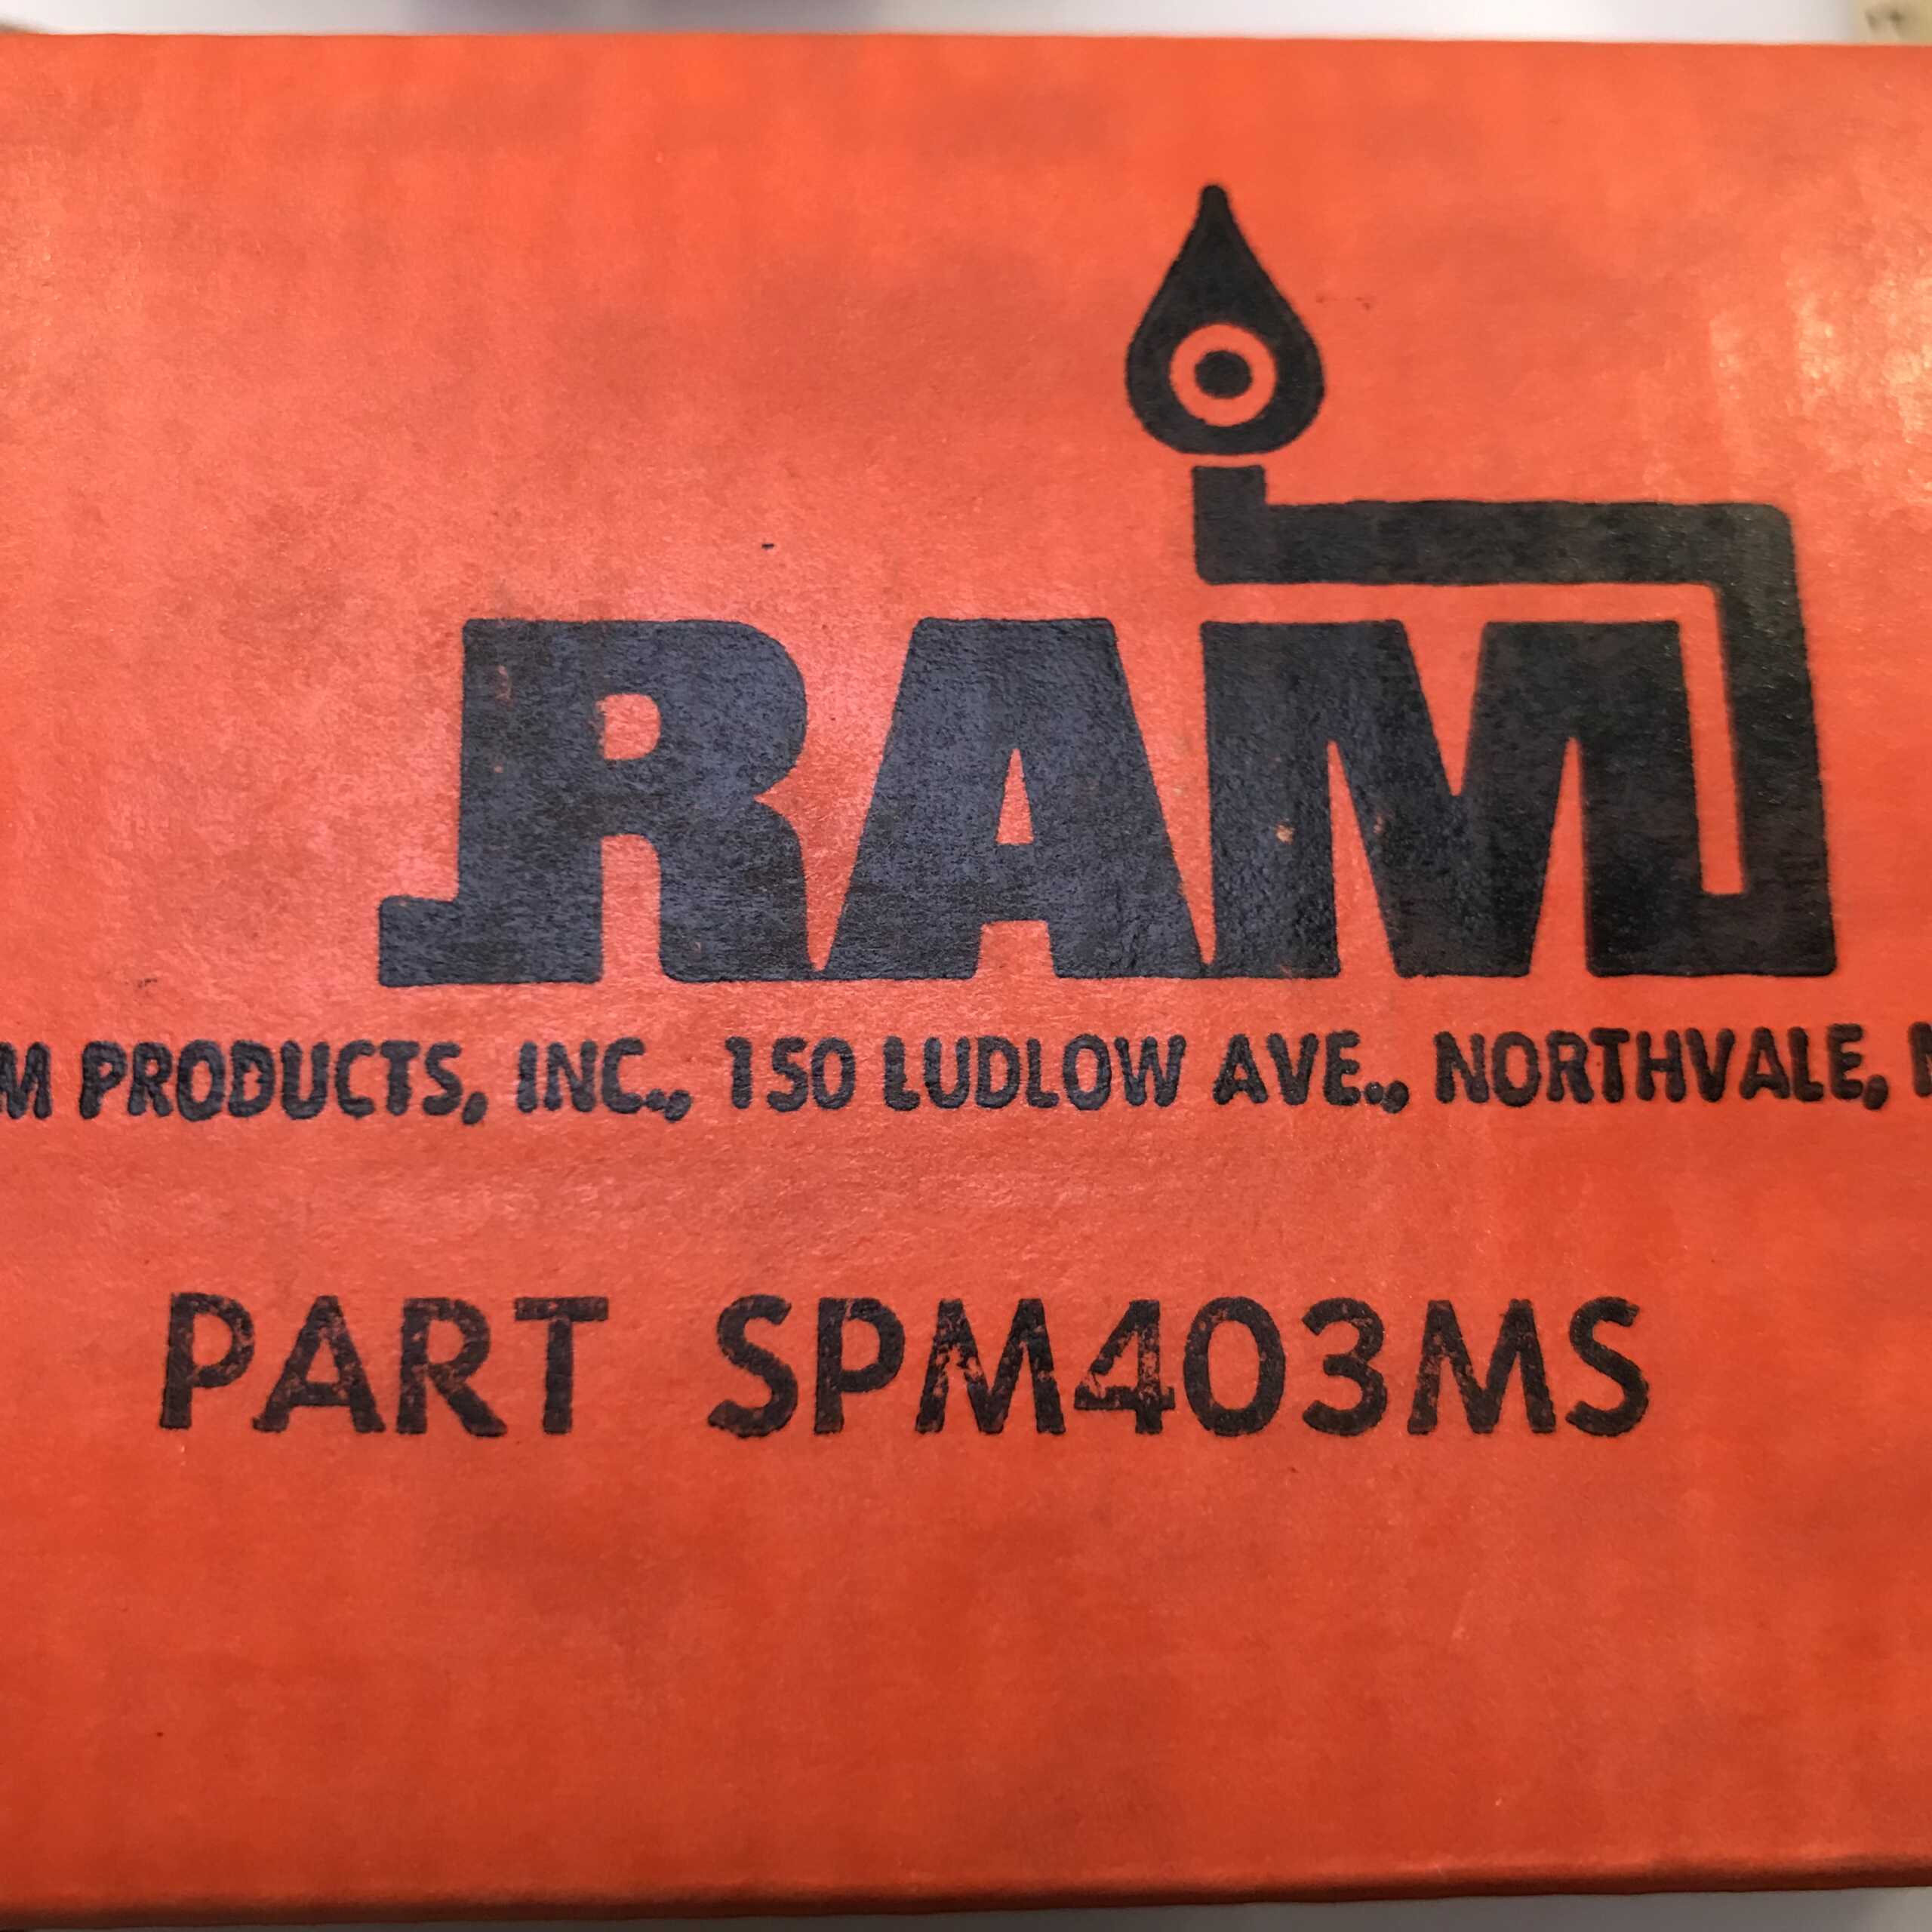 RAM
M PRODUCTS, INC., 150 LUDLOW AVE., NORTHVALE,
PART SPM403MS